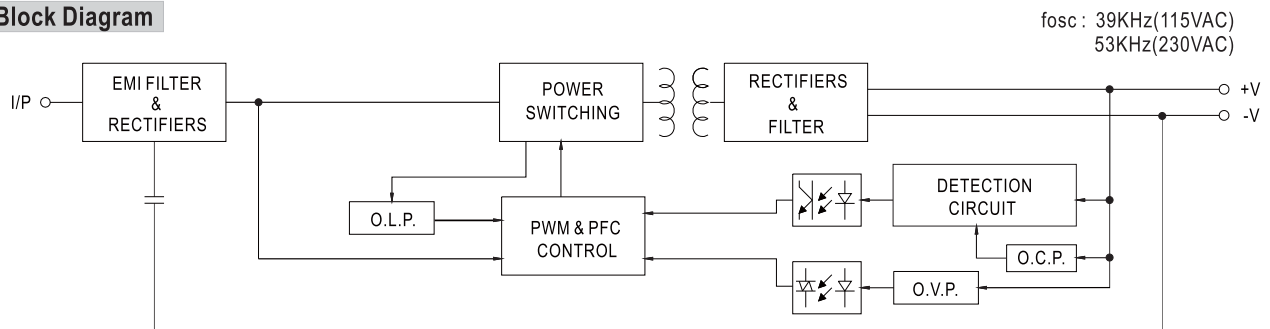 Block Diagram
fosc : 39KHz(115VAC)
53KHz(230VAC)
I/P
EMI FILTER
&
RECTIFIERS
POWER
SWITCHING
RECTIFIERS
&
FILTER
+V
-V
O.L.P.
PWM & PFC
CONTROL
DETECTION
CIRCUIT
O.C.P.
O.V.P.